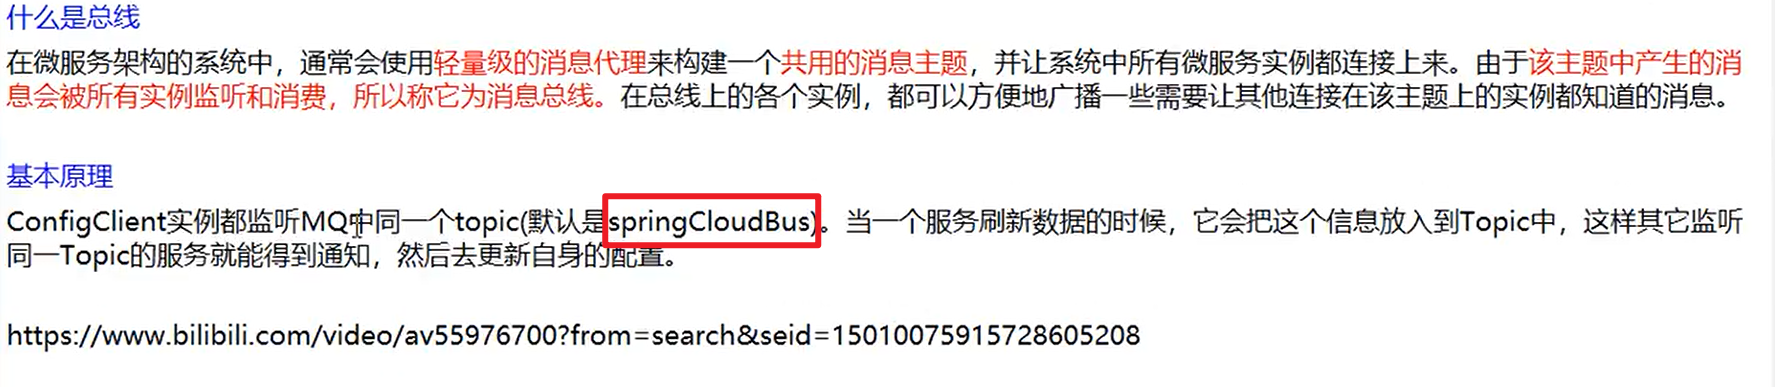 什么是总线
在微服务架构的系统中，通常会使用轻量级的消息代理来构建一个共用的消息主题，并让系统中所有微服务实例都连接上来。由于该主题中产生的消
息会被所有实例监听和消费，所以称它为消息总线。在总线上的各个实例，都可以方便地广播一些需要让其他连接在该主题上的实例都知道的消息。
基本原理
ConfigClient实例都监听MQ中同一个topic(默认是springCloudBus)。当一个服务刷新数据的时候，它会把这个信息放入到Topic中，这样其它监听
同一Topic的服务就能得到通知，然后去更新自身的配置。
https://www.bilibili.com/video/av55976700?from=search&seid=15010075915728605208